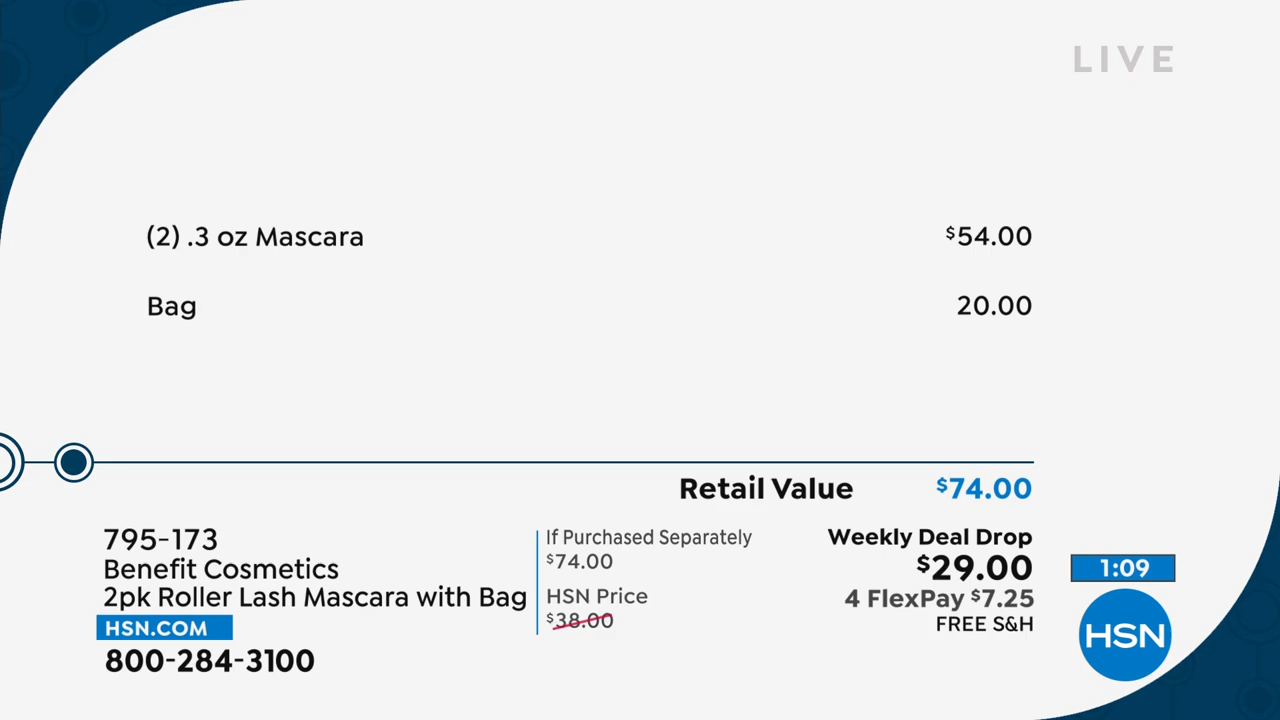 LIVE
(2) .3 oz Mascara $54.00
Bag 20.00
Retail Value $74.00
795-173
Benefit Cosmetics
2pk Roller Lash Mascara with Bag
HSN.COM
800-284-3100
If Purchased Separately
$74.00
HSN Price
$38.00
Weekly Deal Drop
$29.00
4 FlexPay $7.25
FREE S&H
1:09
HSN